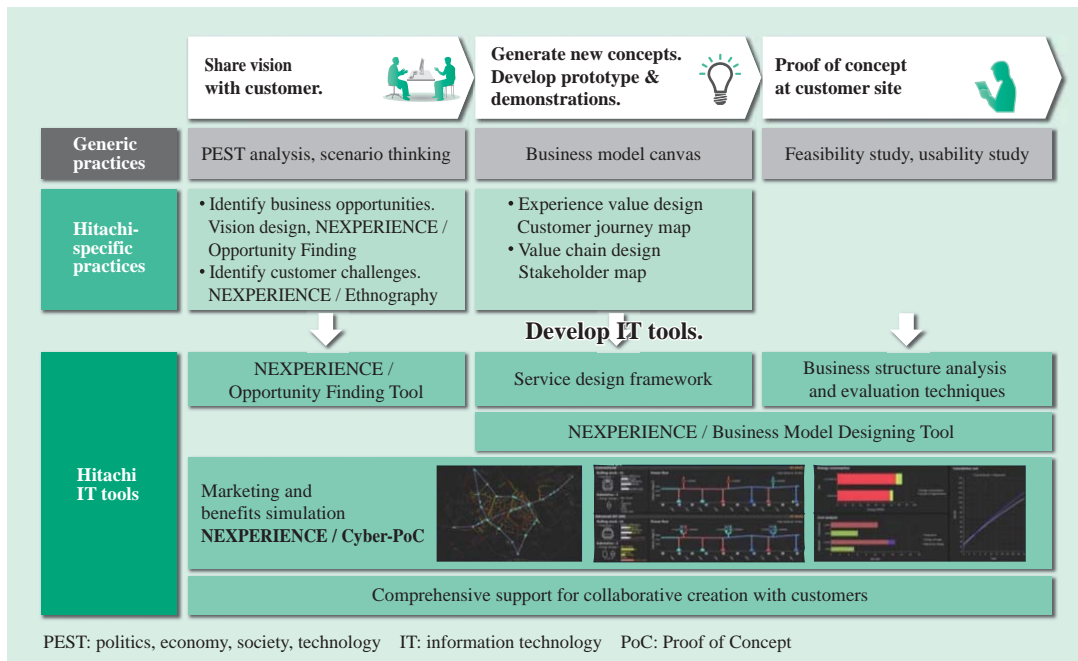 Share vision
with customer.
Generate new concepts.
Develop prototype &
demonstrations.
Proof of concept
at customer site
Generic
practices
PEST analysis, scenario thinking
Business model canvas
Feasibility study, usability study
Hitachi-
specific
practices
• Identify business opportunities.
Vision design, NEXPERIENCE /
Opportunity Finding
• Identify customer challenges.
NEXPERIENCE / Ethnography
• Experience value design
Customer journey map
• Value chain design
Stakeholder map
Develop IT tools.
Hitachi
IT tools
NEXPERIENCE /
Opportunity Finding Tool
Service design framework
Business structure analysis
and evaluation techniques
NEXPERIENCE / Business Model Designing Tool
Marketing and
benefits simulation
NEXPERIENCE / Cyber-PoC
Comprehensive support for collaborative creation with customers
PEST: politics, economy, society, technology IT: information technology PoC: Proof of Concept